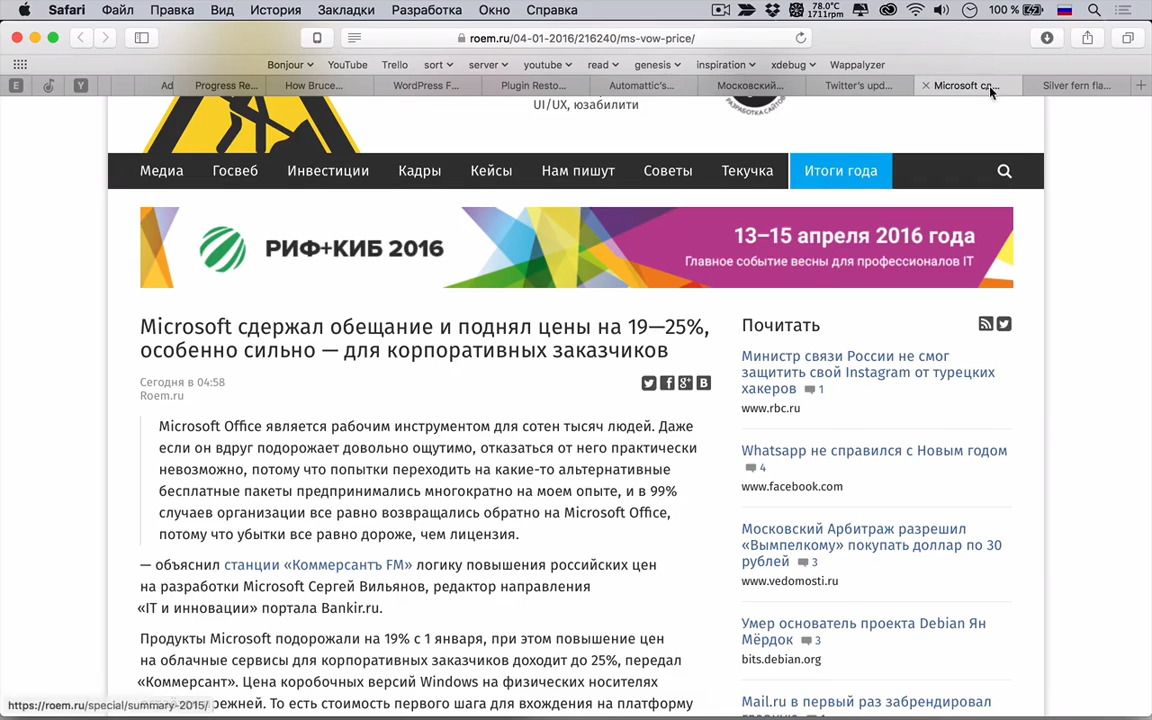 Safari Файл Правка Вид История Закладки Разработка Окно Справка 78.0°C 1711rpm 100 %
roem.ru/04-01-2016/216240/ms-vow-price/
Bonjour YouTube Trello sort server youtube read genesis inspiration xdebug Wappalyzer
E Y Ad Progress Re... How Bruce... WordPress F... Plugin Resto... Automattic's... Московский... Twitter's upd... Microsoft ср... Silver fern fla...
UI/UX, юзабилити
РАЗРАБОТКА САЙТОВ
Медиа Госвеб Инвестиции Кадры Кейсы Нам пишут Советы Текучка Итоги года
РИФ+КИБ 2016
13–15 апреля 2016 года
Главное событие весны для профессионалов IT
Microsoft сдержал обещание и поднял цены на 19—25%,
особенно сильно — для корпоративных заказчиков
Сегодня в 04:58
Roem.ru
Microsoft Office является рабочим инструментом для сотен тысяч людей. Даже
если он вдруг подорожает довольно ощутимо, отказаться от него практически
невозможно, потому что попытки переходить на какие-то альтернативные
бесплатные пакеты предпринимались многократно на моем опыте, и в 99%
случаев организации все равно возвращались обратно на Microsoft Office,
потому что убытки все равно дороже, чем лицензия.
— объяснил станции «Коммерсантъ FM» логику повышения российских цен
на разработки Microsoft Сергей Вильянов, редактор направления
«IT и инновации» портала Bankir.ru.
Продукты Microsoft подорожали на 19% с 1 января, при этом повышение цен
на облачные сервисы для корпоративных заказчиков доходит до 25%, передал
«Коммерсант». Цена коробочных версий Windows на физических носителях
режней. То есть стоимость первого шага для вхождения на платформу
Почитать
Министр связи России не смог
защитить свой Instagram от турецких
хакеров 1
www.rbc.ru
Whatsapp не справился с Новым годом
4
www.facebook.com
Московский Арбитраж разрешил
«Вымпелкому» покупать доллар по 30
рублей 3
www.vedomosti.ru
Умер основатель проекта Debian Ян
Мёрдок 3
bits.debian.org
Mail.ru в первый раз забрендировал
https://roem.ru/special/summary-2015/